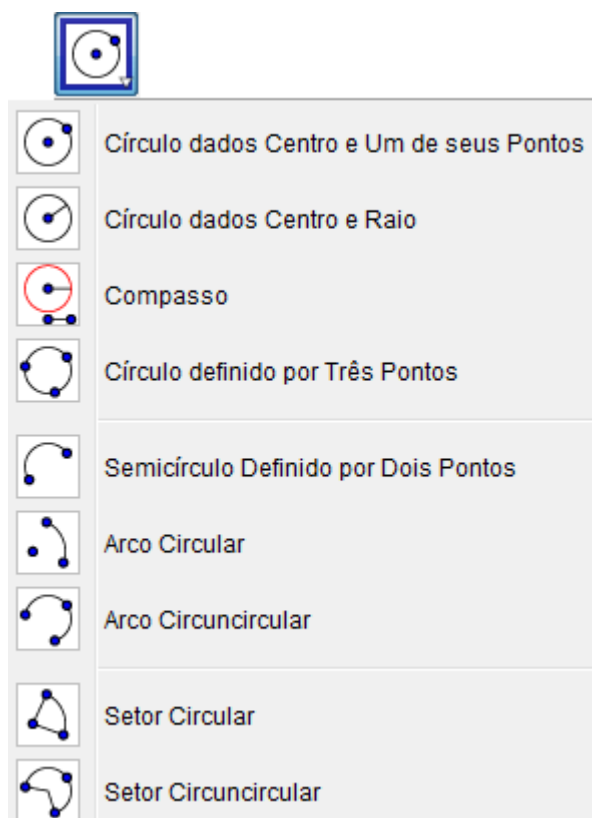 Círculo dados Centro e Um de seus Pontos
Círculo dados Centro e Raio
Compasso
Círculo definido por Três Pontos
Semicírculo Definido por Dois Pontos
Arco Circular
Arco Circuncircular
Setor Circular
Setor Circuncircular